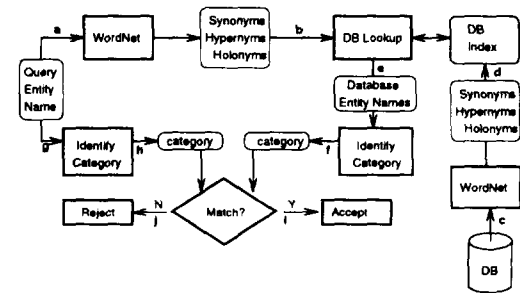 a
WordNet
Synonyms
Hypernyms
Holonyms
b
DB Lookup
DB
Index
Query
Entity
Name
e
Database
Entity Names
d
Synonyms
Hypernyms
Holonyms
g
Identify
Category
h
category
category
f
Identify
Category
WordNet
Reject
N
j
Match?
Y
i
Accept
c
DB